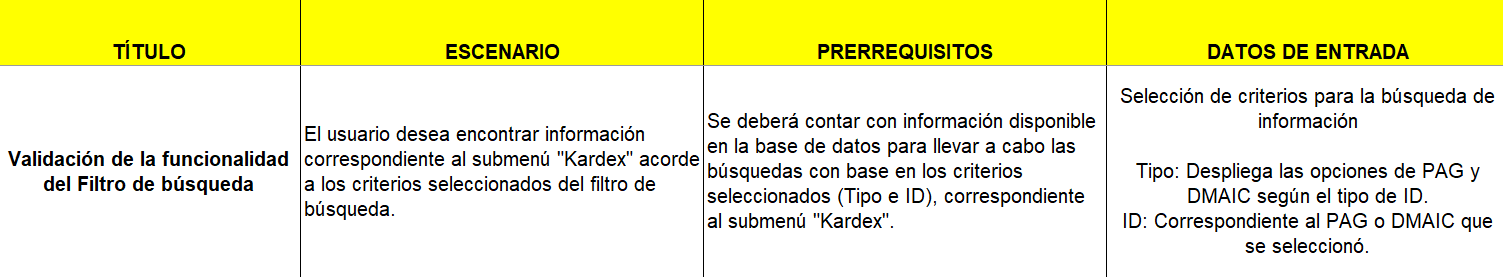 TÍTULO
ESCENARIO
PRERREQUISITOS
DATOS DE ENTRADA
Validación de la funcionalidad
del Filtro de búsqueda
El usuario desea encontrar información
correspondiente al submenú "Kardex" acorde
a los criterios seleccionados del filtro de
búsqueda.
Se deberá contar con información disponible
en la base de datos para llevar a cabo las
búsquedas con base en los criterios
seleccionados (Tipo e ID), correspondiente
al submenú "Kardex".
Selección de criterios para la búsqueda de
información
Tipo: Despliega las opciones de PAG y
DMAIC según el tipo de ID.
ID: Correspondiente al PAG o DMAIC que
se seleccionó.